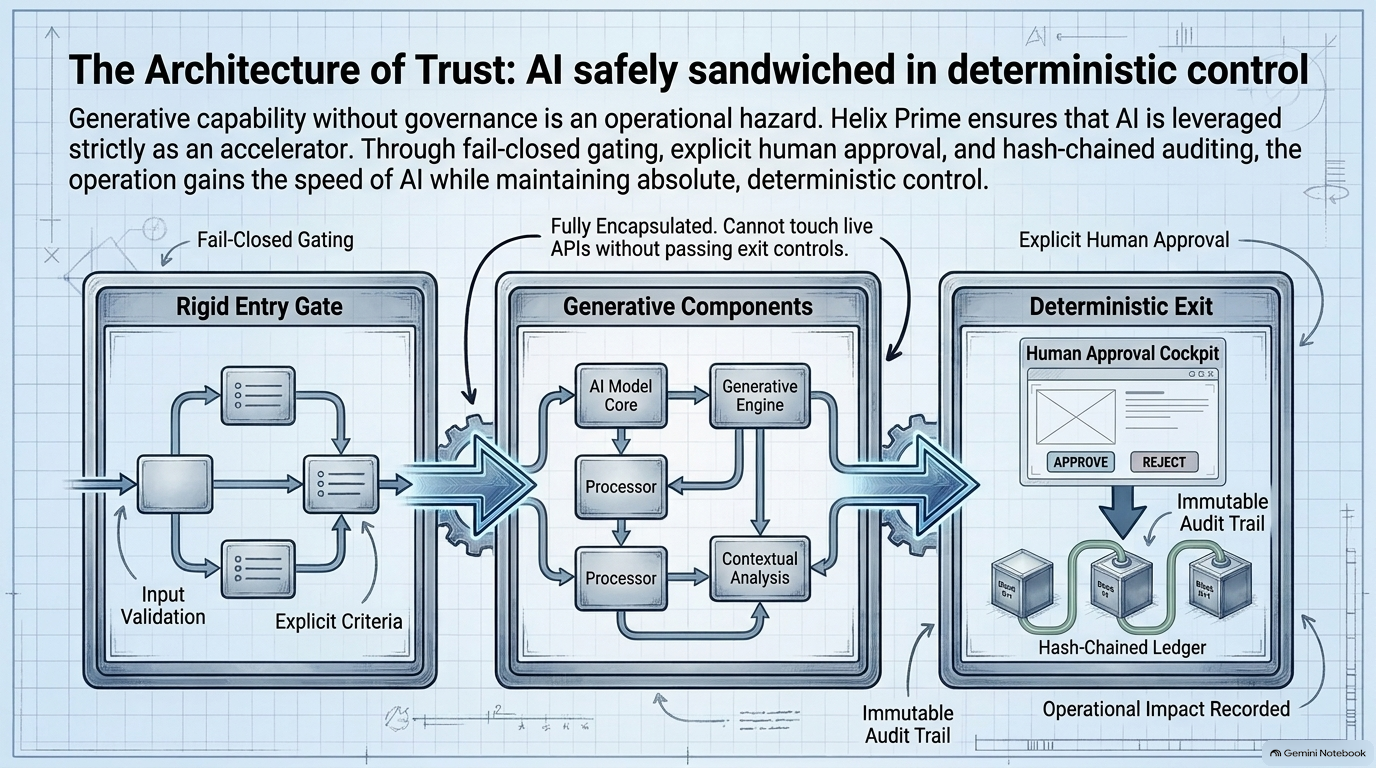 The Architecture of Trust: AI safely sandwiched in deterministic control
Generative capability without governance is an operational hazard. Helix Prime ensures that AI is leveraged
strictly as an accelerator. Through fail-closed gating, explicit human approval, and hash-chained auditing, the
operation gains the speed of AI while maintaining absolute, deterministic control.
Fail-Closed Gating
Fully Encapsulated. Cannot touch live
APIs without passing exit controls.
Explicit Human Approval
Rigid Entry Gate
Input
Validation
Explicit Criteria
Generative Components
AI Model
Core
Generative
Engine
Processor
Processor
Contextual
Analysis
Deterministic Exit
Human Approval Cockpit
APPROVE
REJECT
Immutable
Audit Trail
Hash-Chained Ledger
Immutable
Audit Trail
Operational Impact Recorded
Gemini Notebook